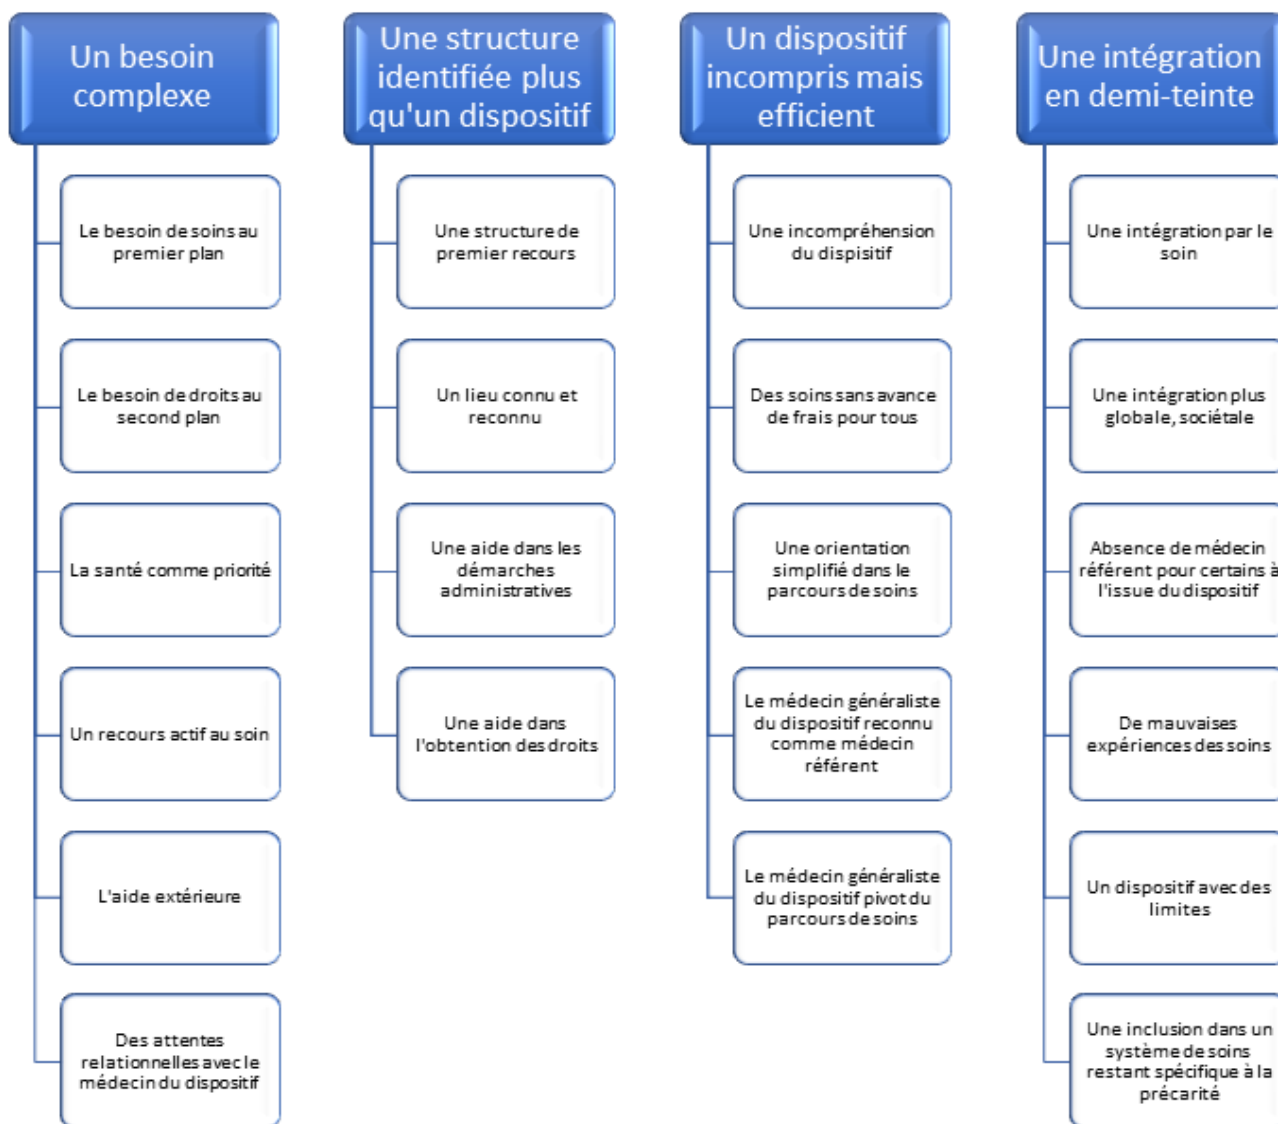 Un besoin
complexe
Le besoin de soins au
premier plan
Le besoin de droits au
second plan
La santé comme priorité
Un recours actif au soin
L'aide extérieure
Des attentes
relationnelles avec le
médecin du dispositif
Une structure
identifiée plus
qu'un dispositif
Une structure de
premier recours
Un lieu connu et
reconnu
Une aide dans les
démarches
administratives
Une aide dans
l'obtention des droits
Un dispositif
incompris mais
efficient
Une incompréhension
du dispisitif
Des soins sans avance
de frais pour tous
Une orientation
simplifié dans le
parcours de soins
Le médecin généraliste
du dispositif reconnu
comme médecin
référent
Le médecin généraliste
du dispositif pivot du
parcours de soins
Une intégration
en demi-teinte
Une intégration par le
soin
Une intégration plus
globale, sociétale
Absence de médecin
référent pour certains à
l'issue du dispositif
De mauvaises
expériences des soins
Un dispositif avec des
limites
Une inclusion dans un
système de soins
restant spécifique à la
précarité